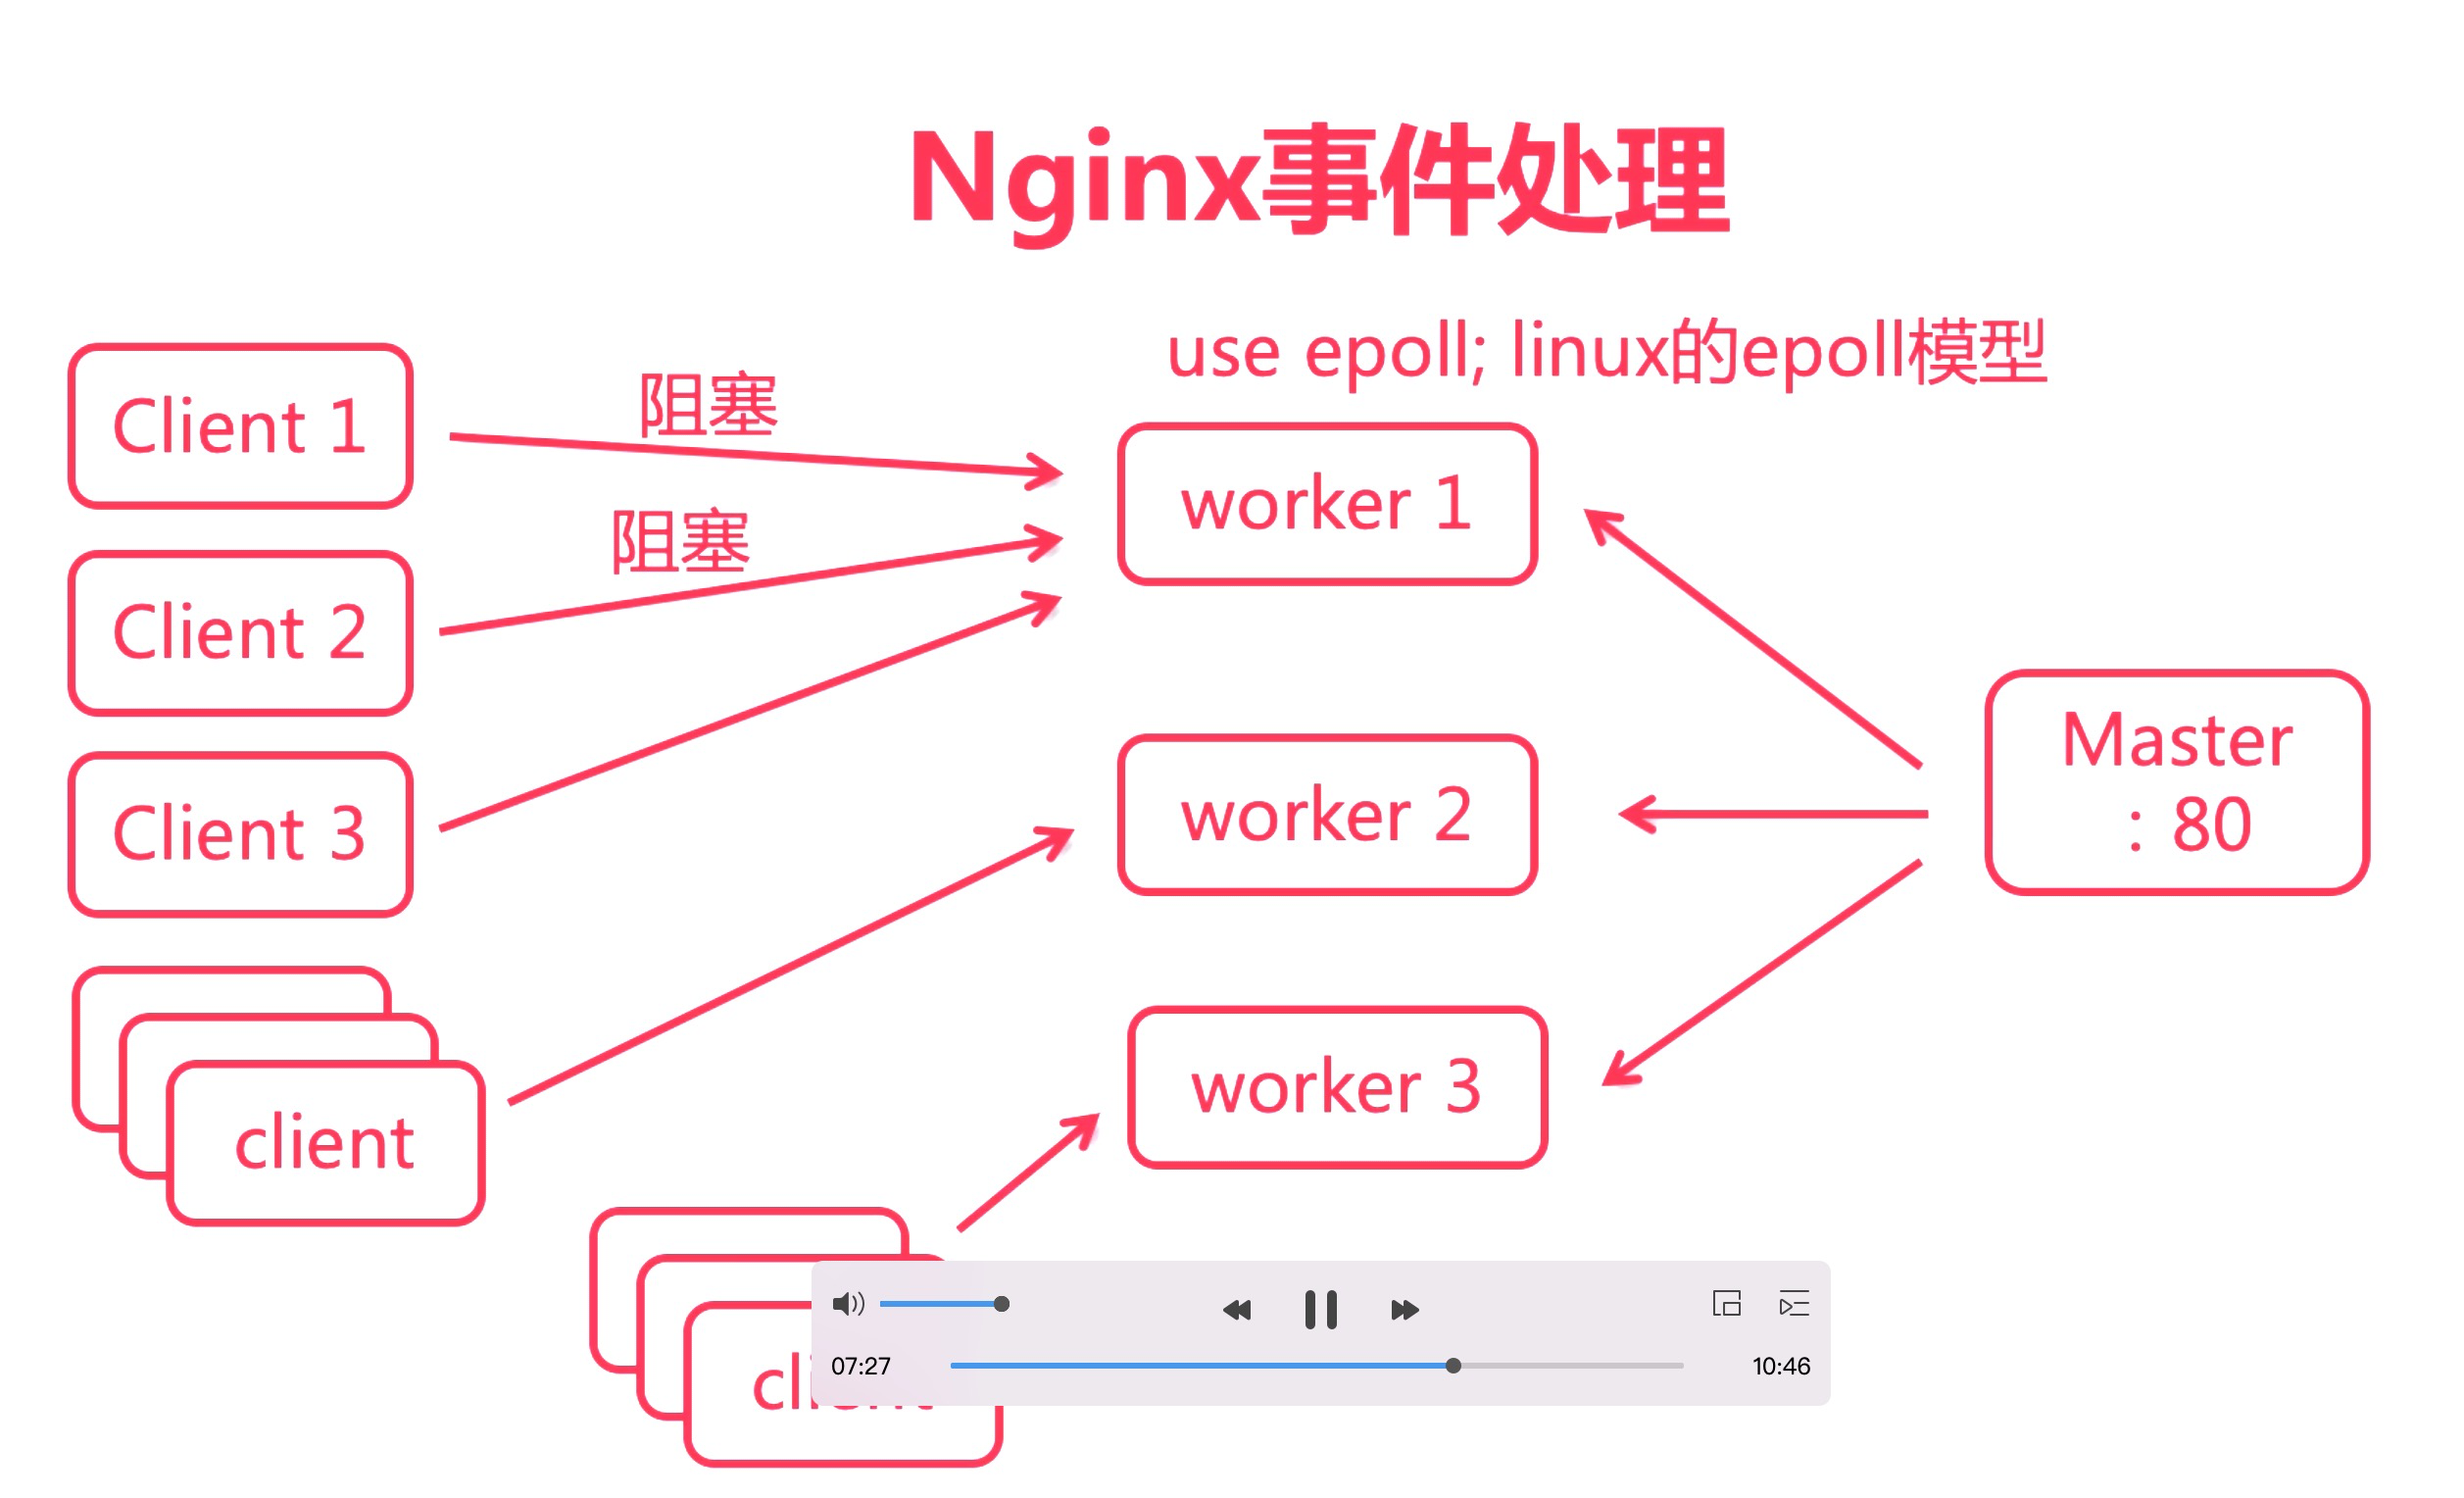 Nginx事件处理
use epoll; linux的epoll模型
Client 1
阻塞
worker 1
阻塞
Client 2
Client 3
worker 2
Master
: 80
client
worker 3
client
07:27
10:46